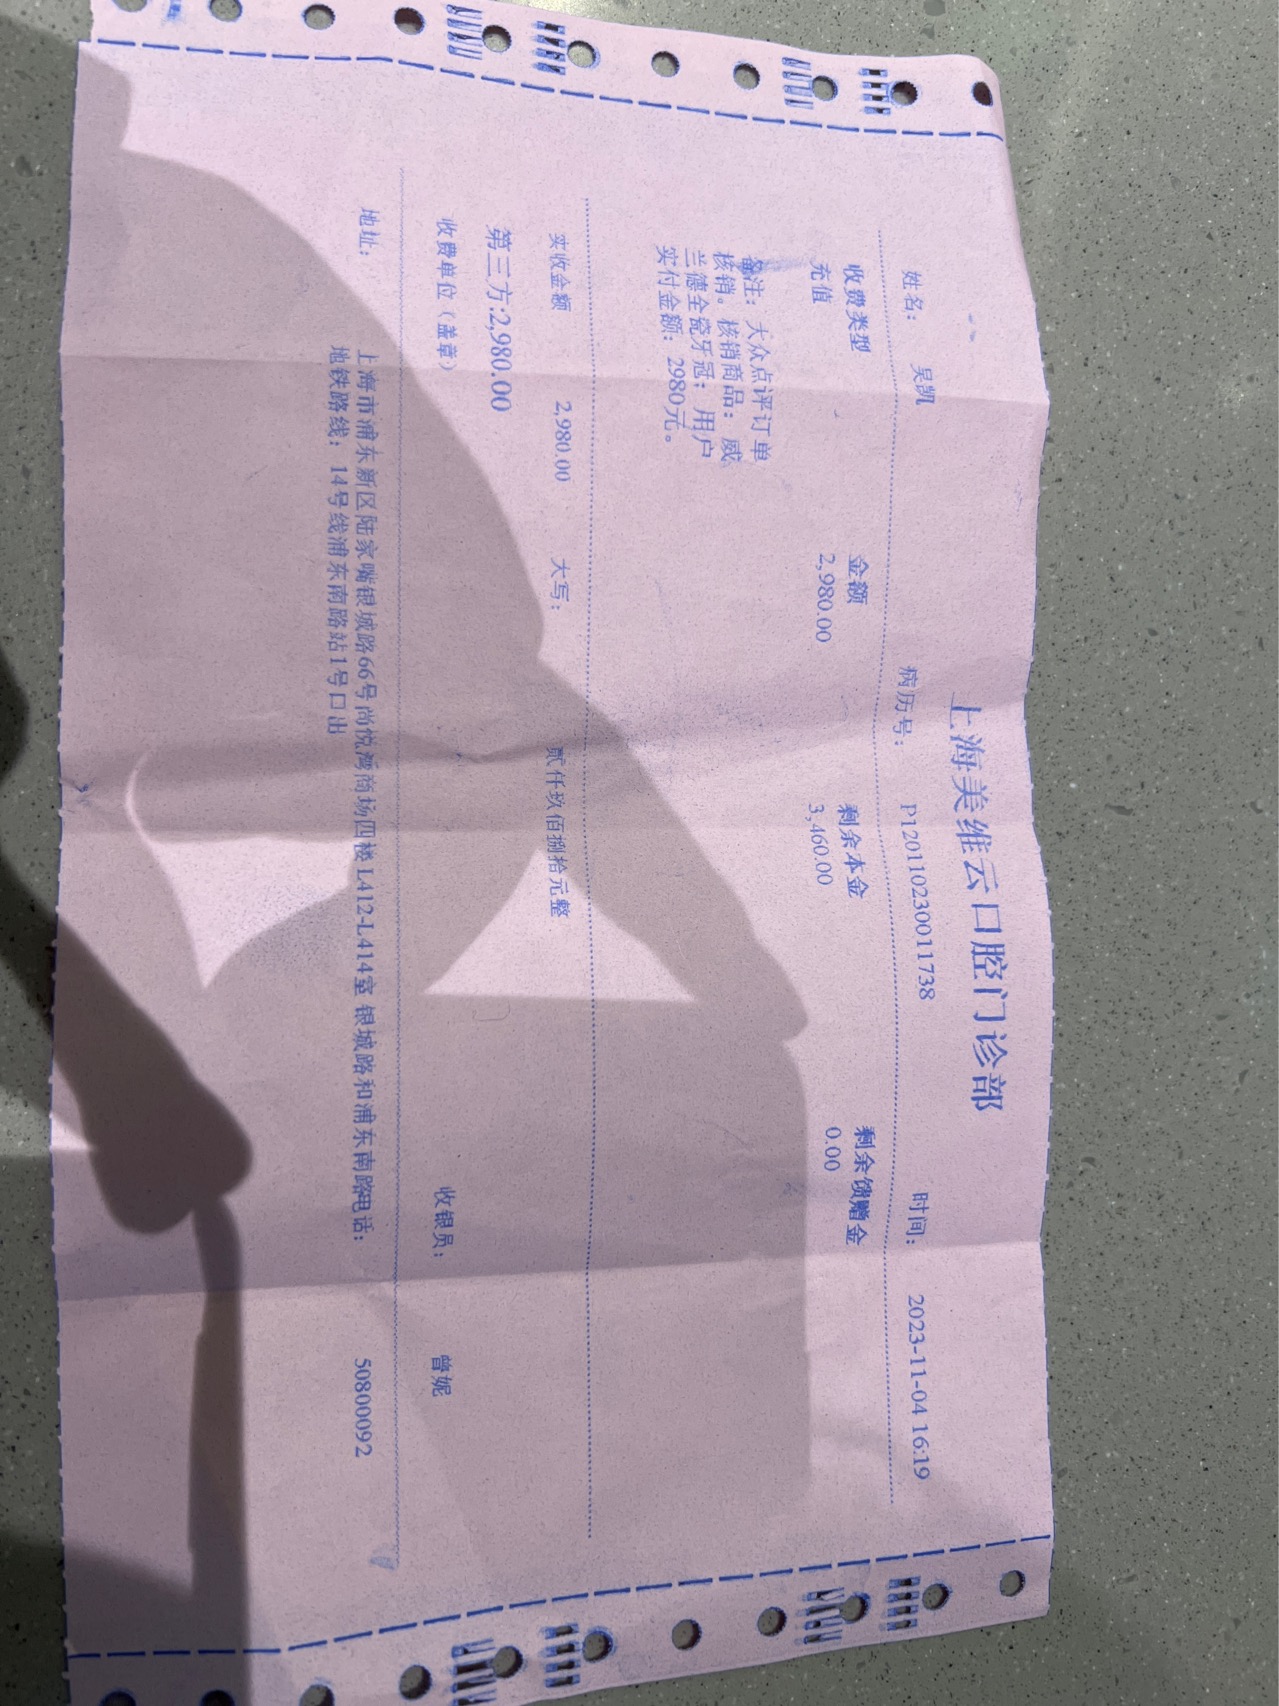 上海美维云口腔门诊部
姓名： 吴凯 病历号： P1201102300011738 时间： 2023-11-04 16:19
收费类型 金额 剩余本金 剩余馈赠金
充值 2,980.00 3,460.00 0.00
备注：大众点评订单
核销。核销商品：威
兰德全瓷牙冠；用户
实付金额：2980元。
实收金额 2,980.00 大写： 贰仟玖佰捌拾元整
第三方:2,980.00
收费单位（盖章） 收银员： 曾妮
地址： 上海市浦东新区陆家嘴银城路66号尚悦湾商场四楼L412-L414室 银城路和浦东南路电话： 50800092
地铁路线：14号线浦东南路站1号口出